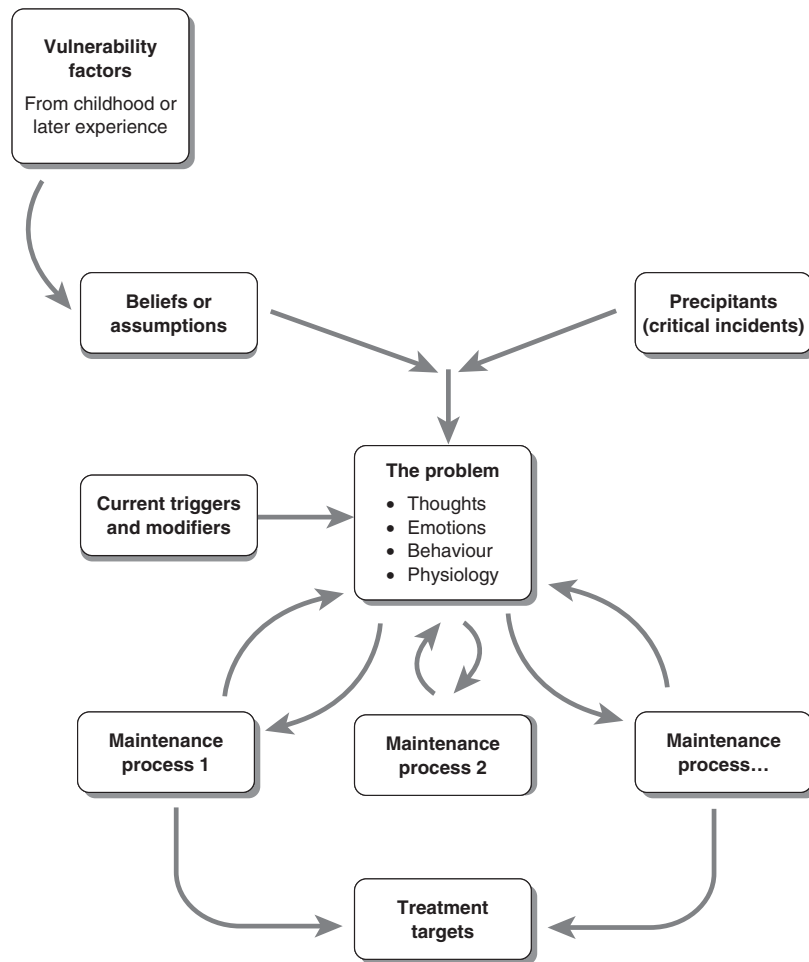 Vulnerability
factors
From childhood or
later experience
Beliefs or
assumptions
Precipitants
(critical incidents)
The problem
• Thoughts
• Emotions
• Behaviour
• Physiology
Current triggers
and modifiers
Maintenance
process 1
Maintenance
process 2
Maintenance
process…
Treatment
targets